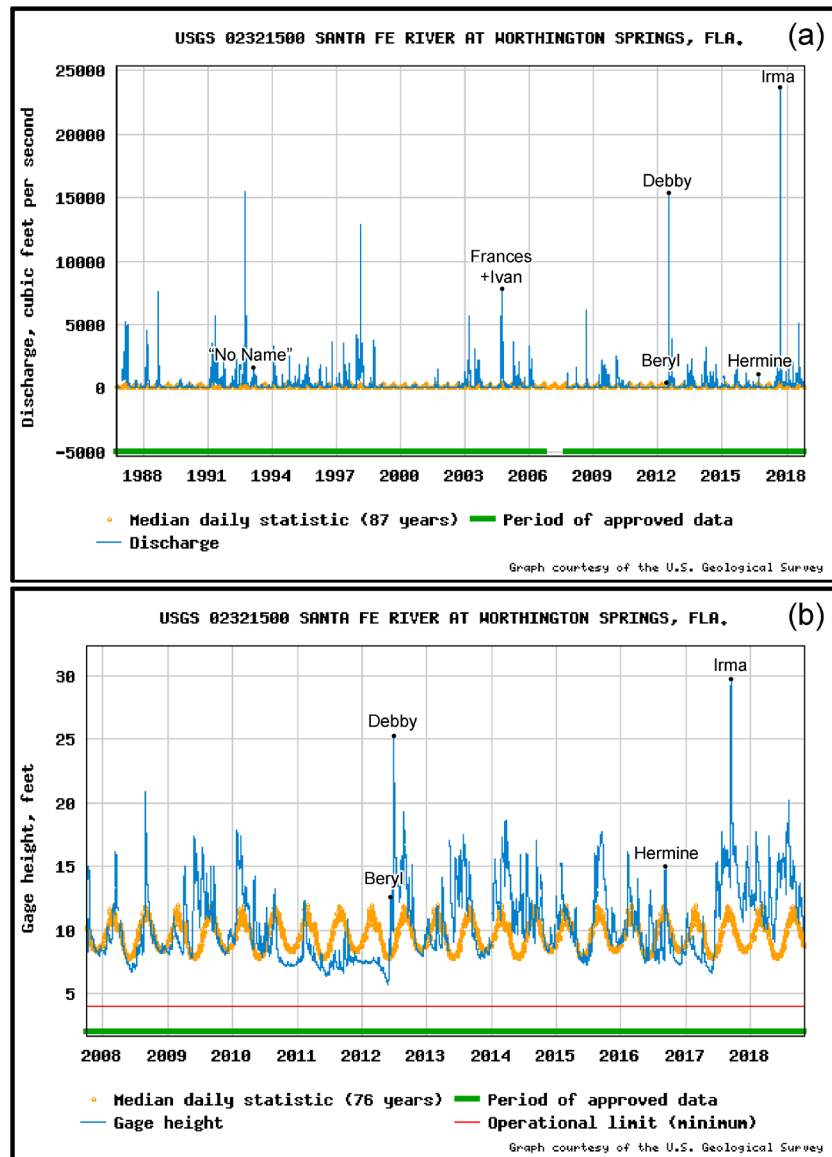 USGS 02321500 SANTA FE RIVER AT WORTHINGTON SPRINGS, FLA.
(a)
Discharge, cubic feet per second
25000
20000
15000
10000
5000
0
-5000
Irma
Debby
Frances
+Ivan
"No Name"
Beryl
Hermine
1988 1991 1994 1997 2000 2003 2006 2009 2012 2015 2018
Median daily statistic (87 years) Period of approved data
Discharge
Graph courtesy of the U.S. Geological Survey
USGS 02321500 SANTA FE RIVER AT WORTHINGTON SPRINGS, FLA.
(b)
Gage height, feet
30
25
20
15
10
5
Irma
Debby
Beryl
Hermine
2008 2009 2010 2011 2012 2013 2014 2015 2016 2017 2018
Median daily statistic (76 years) Period of approved data
Gage height Operational limit (minimum)
Graph courtesy of the U.S. Geological Survey